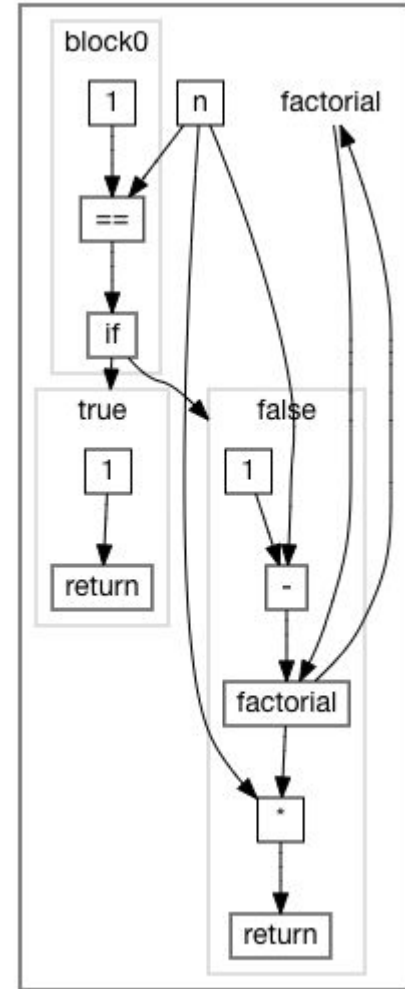 block0
1
n
factorial
==
if
true
false
1
1
return
-
factorial
*
return